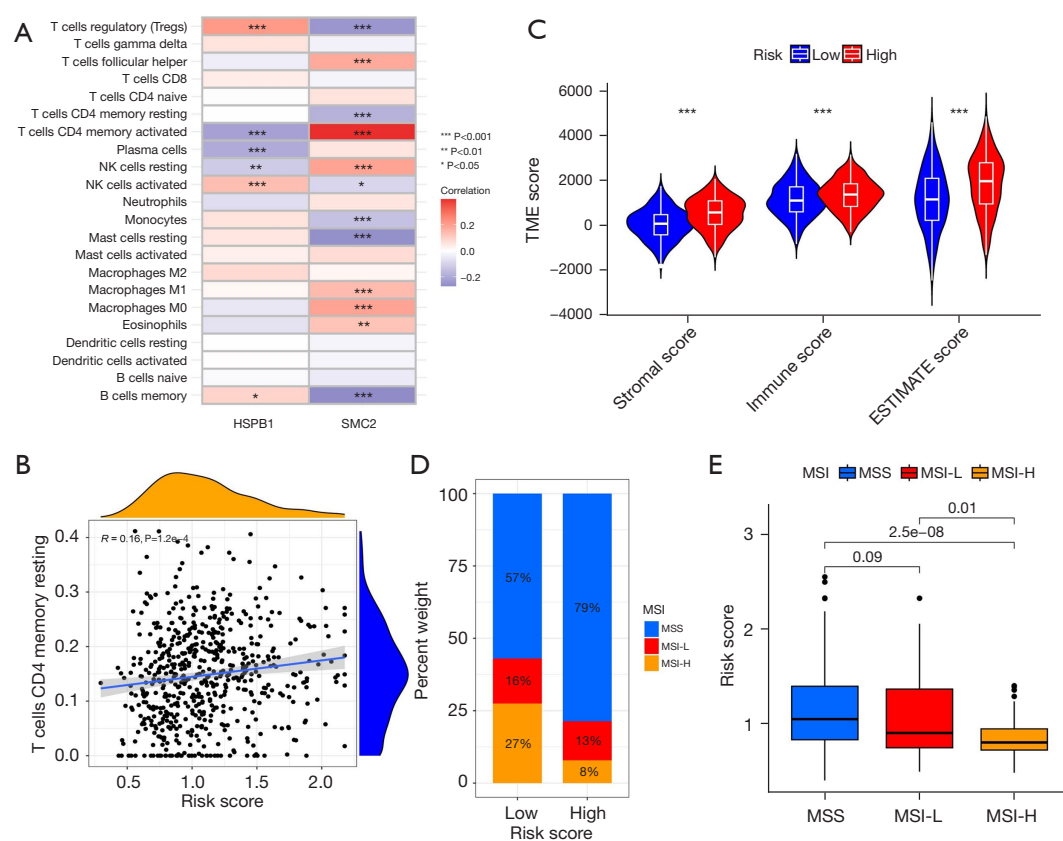 A
T cells regulatory (Tregs)
*** ***
T cells gamma delta
T cells follicular helper
***
T cells CD8
T cells CD4 naive
T cells CD4 memory resting
***
T cells CD4 memory activated
*** ***
Plasma cells
***
NK cells resting
** ***
NK cells activated
*** *
Neutrophils
Monocytes
***
Mast cells resting
***
Mast cells activated
Macrophages M2
Macrophages M1
***
Macrophages M0
***
Eosinophils
**
Dendritic cells resting
Dendritic cells activated
B cells naive
B cells memory
* ***
HSPB1 SMC2
*** P<0.001
** P<0.01
* P<0.05
Correlation
0.2
0.0
−0.2
C
Risk Low High
6000
4000
2000
0
−2000
−4000
TME score
*** *** ***
Stromal score
Immune score
ESTIMATE score
B
R = 0.16, P=1.2e−4
0.4
0.3
0.2
0.1
0.0
T cells CD4 memory resting
0.5 1.0 1.5 2.0
Risk score
D
100
75
50
25
0
Percent weight
57%
16%
27%
79%
13%
8%
Low High
Risk score
MSI
MSS
MSI-L
MSI-H
E
MSI MSS MSI-L MSI-H
3
2
1
Risk score
0.01
2.5e−08
0.09
MSS MSI-L MSI-H